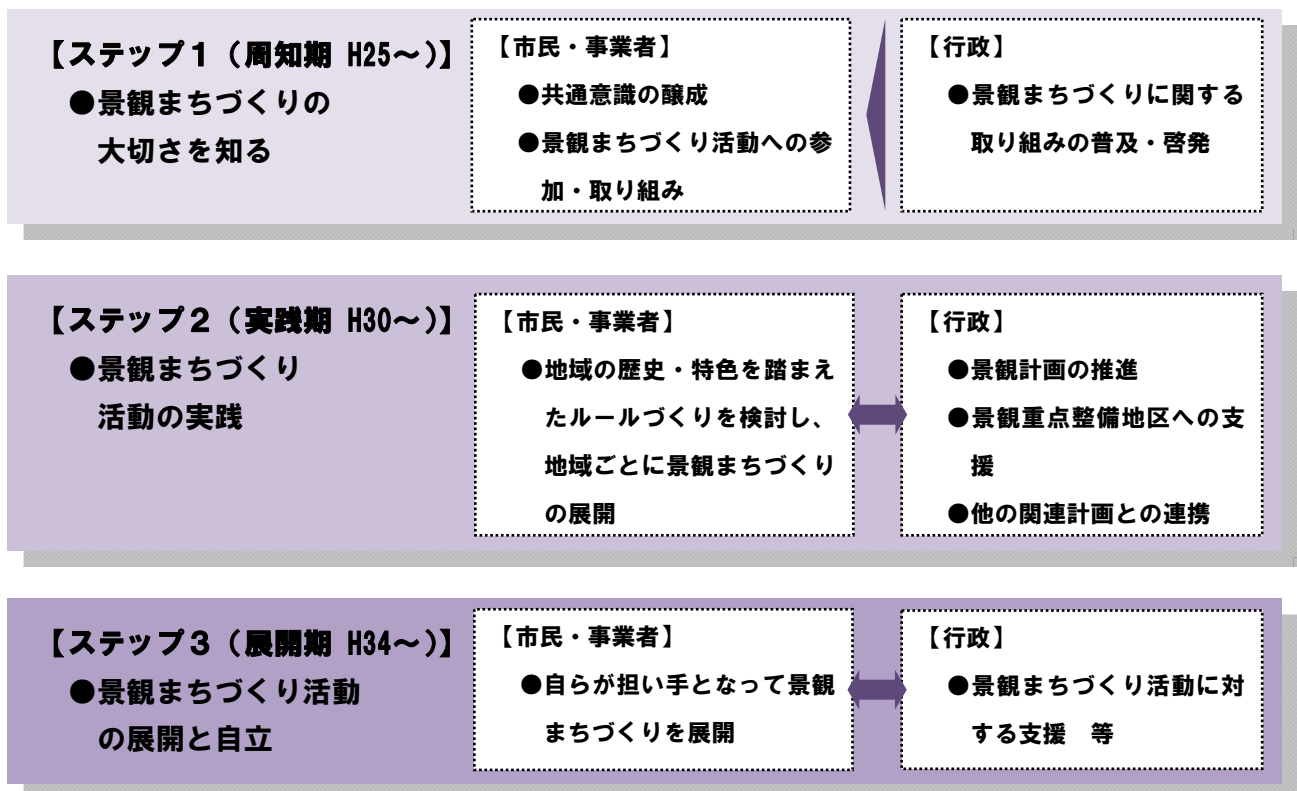 【ステップ1（周知期 H25～）】
●景観まちづくりの
大切さを知る
【市民・事業者】
●共通意識の醸成
●景観まちづくり活動への参
加・取り組み
【行政】
●景観まちづくりに関する
取り組みの普及・啓発
【ステップ2（実践期 H30～）】
●景観まちづくり
活動の実践
【市民・事業者】
●地域の歴史・特色を踏まえ
たルールづくりを検討し、
地域ごとに景観まちづくり
の展開
【行政】
●景観計画の推進
●景観重点整備地区への支
援
●他の関連計画との連携
【ステップ3（展開期 H34～）】
●景観まちづくり活動
の展開と自立
【市民・事業者】
●自らが担い手となって景観
まちづくりを展開
【行政】
●景観まちづくり活動に対
する支援　等